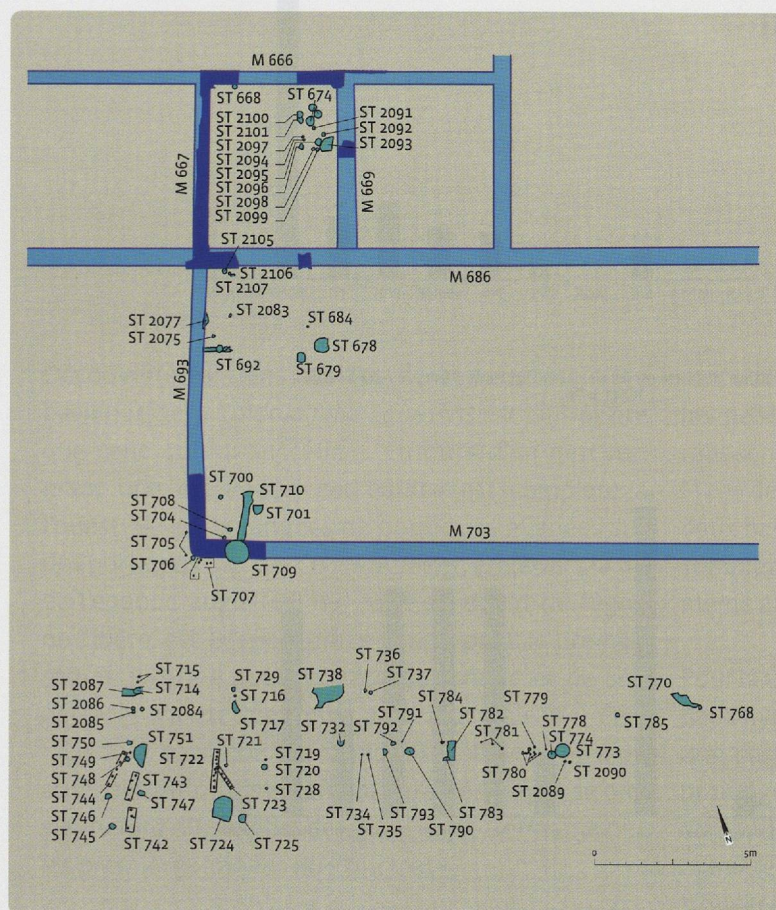 M 666
ST 668
ST 674
ST 2100
ST 2101
ST 2097
ST 2094
ST 2095
ST 2096
ST 2098
ST 2099
ST 2091
ST 2092
ST 2093
M 667
M 669
ST 2105
ST 2106
ST 2107
M 686
ST 2077
ST 2083
ST 2075
ST 692
ST 684
ST 678
ST 679
M 693
ST 700
ST 710
ST 708
ST 701
ST 704
ST 705
ST 706
ST 707
ST 709
M 703
ST 715
ST 2087
ST 714
ST 2086
ST 2084
ST 2085
ST 729
ST 716
ST 717
ST 738
ST 736
ST 737
ST 770
ST 768
ST 785
ST 750
ST 751
ST 749
ST 722
ST 748
ST 743
ST 744
ST 747
ST 746
ST 745
ST 742
ST 721
ST 719
ST 720
ST 728
ST 723
ST 724
ST 725
ST 732
ST 792
ST 791
ST 784
ST 782
ST 779
ST 781
ST 778
ST 774
ST 773
ST 780
ST 2090
ST 2089
ST 734
ST 735
ST 793
ST 790
ST 783
N
0
5m